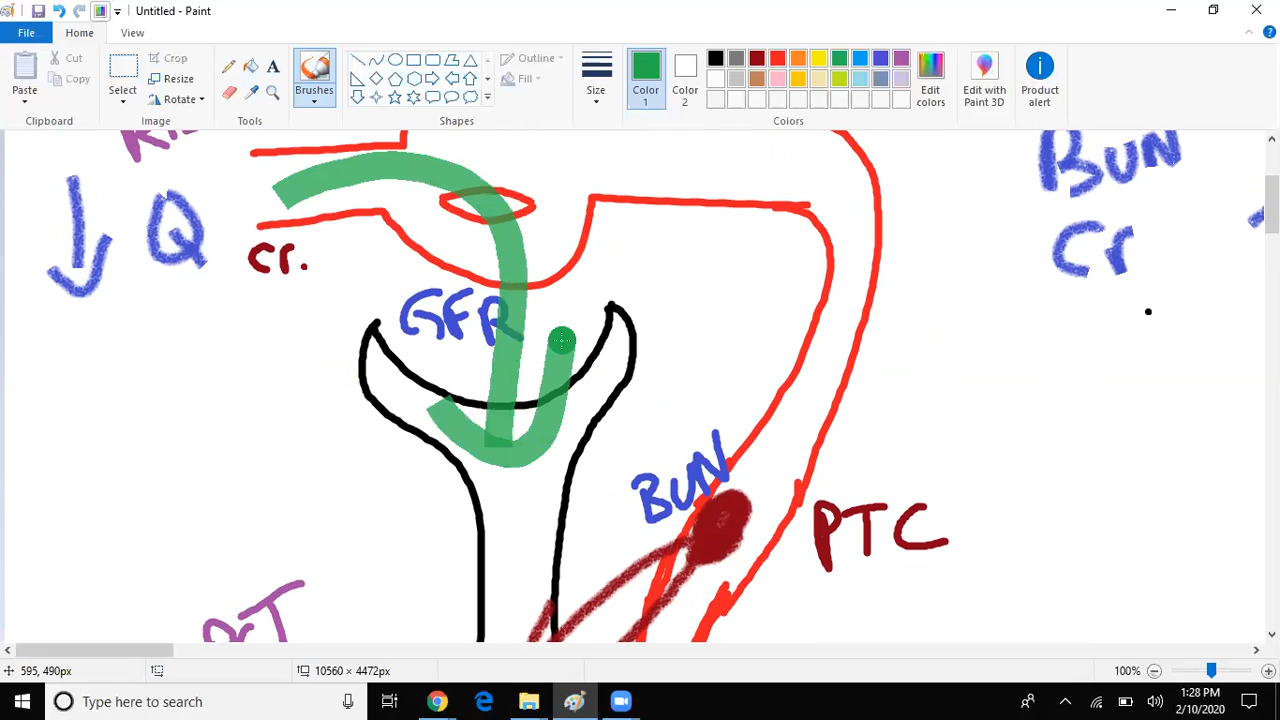 Untitled - Paint
File
Home
View
Paste
Cut
Copy
Clipboard
Select
Crop
Resize
Rotate
Image
Tools
Brushes
Shapes
Outline
Fill
Size
Color 1
Color 2
Edit colors
Edit with Paint 3D
Product alert
Colors
Q
cr.
GFR
BUN
Cr
BUN
PTC
595, 490px
10560 × 4472px
100%
Type here to search
1:28 PM
2/10/2020